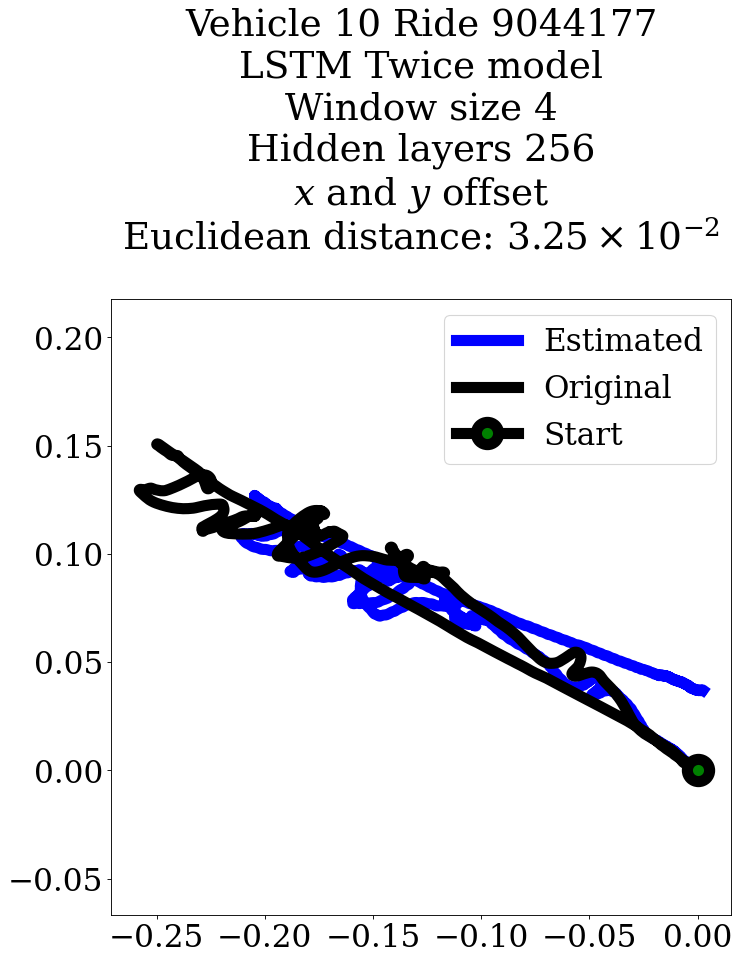 Vehicle 10 Ride 9044177
LSTM Twice model
Window size 4
Hidden layers 256
x and y offset
Euclidean distance: 3.25 × 10⁻²
Estimated
Original
Start
0.20
0.15
0.10
0.05
0.00
−0.05
−0.25 −0.20 −0.15 −0.10 −0.05 0.00